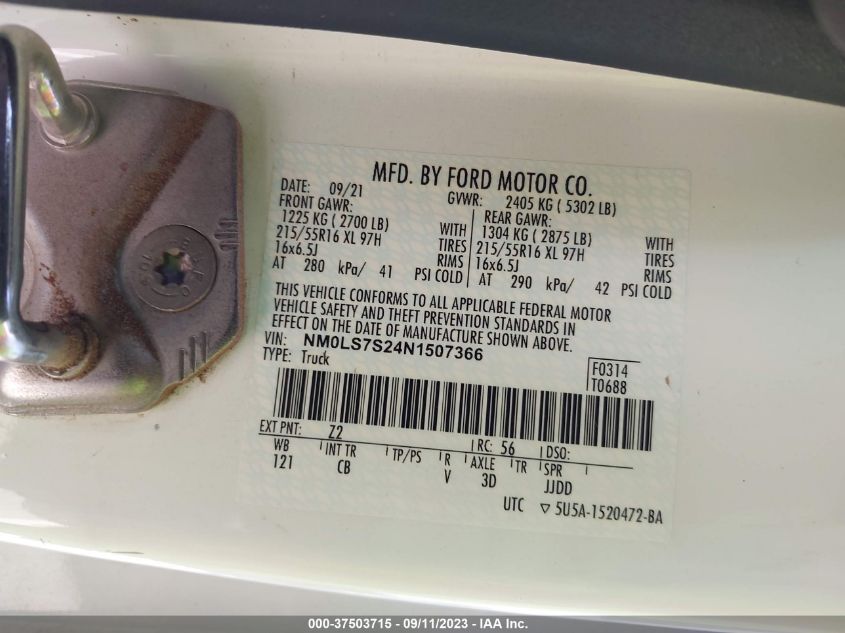 MFD. BY FORD MOTOR CO.
DATE: 09/21 GVWR: 2405 KG ( 5302 LB)
FRONT GAWR: REAR GAWR:
1225 KG ( 2700 LB) WITH 1304 KG ( 2875 LB) WITH
215/55R16 XL 97H TIRES 215/55R16 XL 97H TIRES
16x6.5J RIMS 16x6.5J RIMS
AT 280 kPa/ 41 PSI COLD AT 290 kPa/ 42 PSI COLD
THIS VEHICLE CONFORMS TO ALL APPLICABLE FEDERAL MOTOR
VEHICLE SAFETY AND THEFT PREVENTION STANDARDS IN
EFFECT ON THE DATE OF MANUFACTURE SHOWN ABOVE.
VIN: NM0LS7S24N1507366
TYPE: Truck
F0314
T0688
EXT PNT: Z2 RC: 56 DSO:
WB INT TR TP/PS R AXLE TR SPR
121 CB V 3D JJDD
UTC ▽ 5U5A-1520472-BA
000-37503715 - 09/11/2023 - IAA Inc.